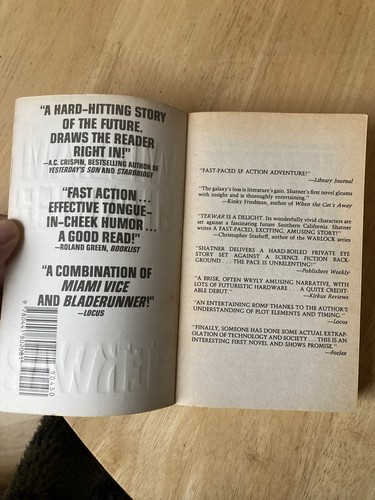 "A HARD-HITTING STORY
OF THE FUTURE.
DRAWS THE READER
RIGHT IN!"
—A.C. CRISPIN, BESTSELLING AUTHOR OF
YESTERDAY'S SON AND STARBRIDGE
"FAST ACTION . . .
EFFECTIVE TONGUE-
IN-CHEEK HUMOR . . .
A GOOD READ!"
—ROLAND GREEN, BOOKLIST
"A COMBINATION OF
MIAMI VICE
AND BLADERUNNER!"
—LOCUS
50450
"FAST-PACED SF ACTION ADVENTURE!"
—Library Journal
"The galaxy's loss is literature's gain. Shatner's first novel gleams
with insight and is thoroughly entertaining."
—Kinky Friedman, author of When the Cat's Away
"TEKWAR IS A DELIGHT. Its wonderfully vivid characters are
set against a fascinating future Southern California. Shatner
writes A FAST-PACED, EXCITING, AMUSING STORY!"
—Christopher Stasheff, author of the WARLOCK series
"SHATNER DELIVERS A HARD-BOILED PRIVATE EYE
STORY SET AGAINST A SCIENCE FICTION BACK-
GROUND . . . THE PACE IS UNRELENTING!"
—Publishers Weekly
"A BRISK, OFTEN WRYLY AMUSING NARRATIVE, WITH
LOTS OF FUTURISTIC HARDWARE . . . A QUITE CREDIT-
ABLE DEBUT."
—Kirkus Reviews
"AN ENTERTAINING ROMP THANKS TO THE AUTHOR'S
UNDERSTANDING OF PLOT ELEMENTS AND TIMING."
—Locus
"FINALLY, SOMEONE HAS DONE SOME ACTUAL EXTRAP-
OLATION OF TECHNOLOGY AND SOCIETY . . . THIS IS AN
INTERESTING FIRST NOVEL AND SHOWS PROMISE."
—Fosfax